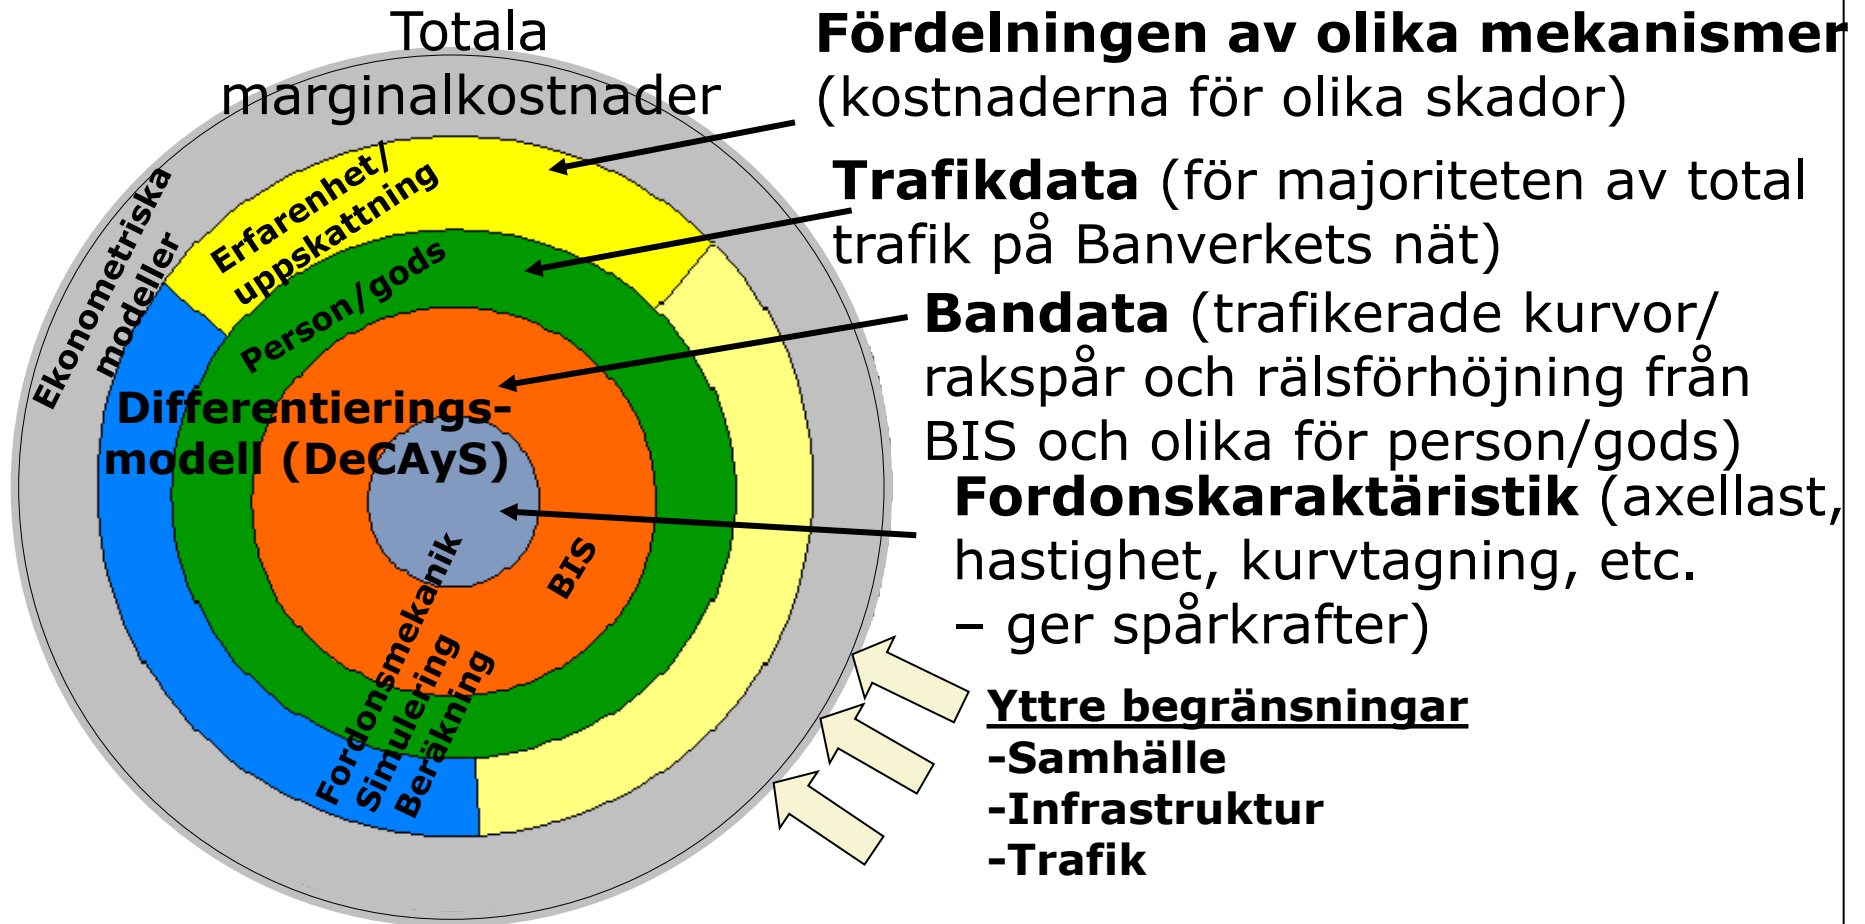 Totala
marginalkostnader
Fördelningen av olika mekanismer
(kostnaderna för olika skador)
Trafikdata (för majoriteten av total
trafik på Banverkets nät)
Bandata (trafikerade kurvor/
rakspår och rälsförhöjning från
BIS och olika för person/gods)
Fordonskaraktäristik (axellast,
hastighet, kurvtagning, etc.
– ger spårkrafter)
Yttre begränsningar
-Samhälle
-Infrastruktur
-Trafik
Ekonometriska
modeller
Erfarenhet/
uppskattning
Person/gods
Differentierings-
modell (DeCAyS)
BIS
Fordonsmekanik
Simulering
Beräkning